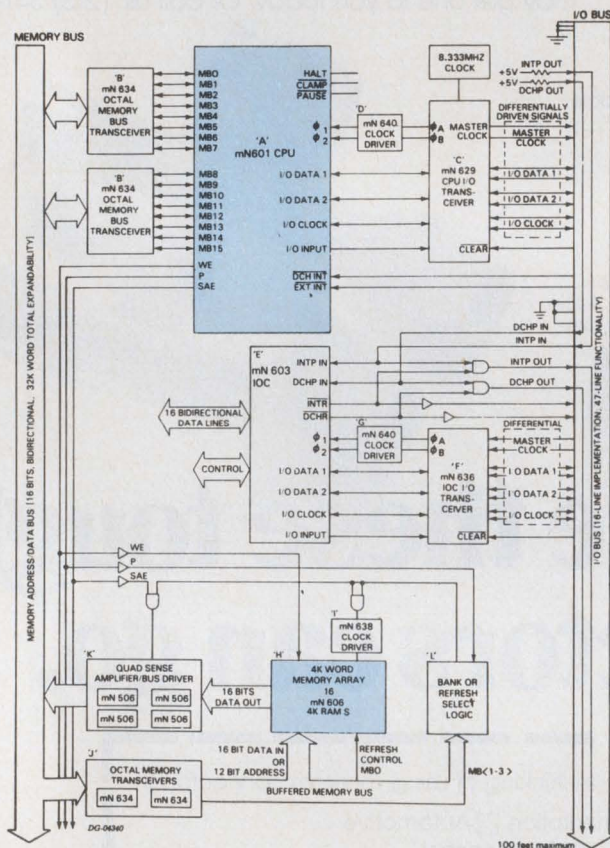 I/O BUS
MEMORY BUS
8.333MHZ
CLOCK
INTP OUT
+5V
+5V
DCHP OUT
'B'
mN 634
OCTAL
MEMORY
BUS
TRANSCEIVER
MB0
MB1
MB2
MB3
MB4
MB5
MB6
MB7
HALT
CLAMP
PAUSE
'A'
mN601 CPU
ϕ 1
ϕ 2
'D'
mN 640
CLOCK
DRIVER
ϕA
ϕB
MASTER
CLOCK
'C'
mN 629
CPU I/O
TRANS-
CEIVER
CLEAR
DIFFERENTIALLY
DRIVEN SIGNALS
MASTER
CLOCK
I/O DATA 1
I/O DATA 2
I/O CLOCK
I/O DATA 1
I/O DATA 2
I/O CLOCK
I/O INPUT
'B'
mN 634
OCTAL
MEMORY
BUS
TRANSCEIVER
MB8
MB9
MB10
MB11
MB12
MB13
MB14
MB15
WE
P
SAE
DCH INT
EXT INT
DCHP IN
INTP IN
INTP OUT
DCHP OUT
'E'
mN 603
IOC
INTP IN
DCHP IN
INTR
DCHR
16 BIDIRECTIONAL
DATA LINES
CONTROL
ϕ 1
ϕ 2
'G'
mN 640
CLOCK
DRIVER
ϕA
ϕB
'F'
mN 636
IOC I/O
TRANS-
CEIVER
CLEAR
DIFFERENTIAL
MASTER
CLOCK
I/O DATA 1
I/O DATA 2
I/O CLOCK
I/O DATA 1
I/O DATA 2
I/O CLOCK
I/O INPUT
MEMORY ADDRESS/DATA BUS (16 BITS, BIDIRECTIONAL, 32K WORD TOTAL EXPANDABILITY)
I/O BUS (16-LINE IMPLEMENTATION, 47-LINE FUNCTIONALITY)
WE
P
SAE
'I'
mN 638
CLOCK
DRIVER
'K'
QUAD SENSE
AMPLIFIER/BUS DRIVER
mN 506
mN 506
mN 506
mN 506
16 BITS
DATA OUT
'H'
4K WORD
MEMORY ARRAY
16
mN 606
4K RAM S
'L'
BANK OR
REFRESH
SELECT
LOGIC
16 BIT DATA IN
OR
12 BIT ADDRESS
REFRESH
CONTROL
MBO
MB<1-3>
'J'
OCTAL MEMORY
TRANSCEIVERS
mN 634
mN 634
BUFFERED MEMORY BUS
DG-04340
100 feet maximum